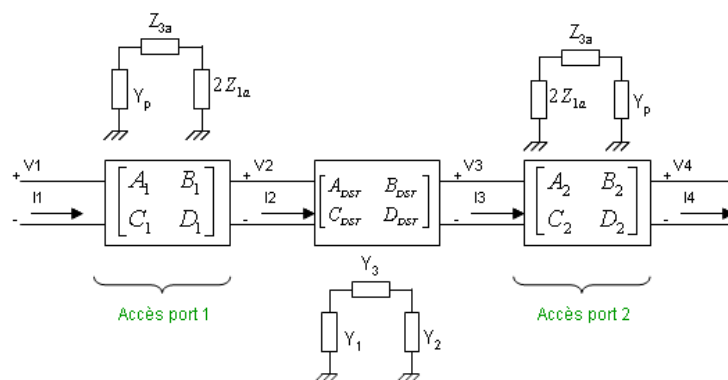 Z3a
Yp
2 Z1a
Z3a
2 Z1a
Yp
+ V1
+ V2
+ V3
+ V4
A1 B1
C1 D1
ADST BDST
CDST DDST
A2 B2
C2 D2
- I1
- I2
- I3
- I4
Accès port 1
Accès port 2
Y3
Y1
Y2